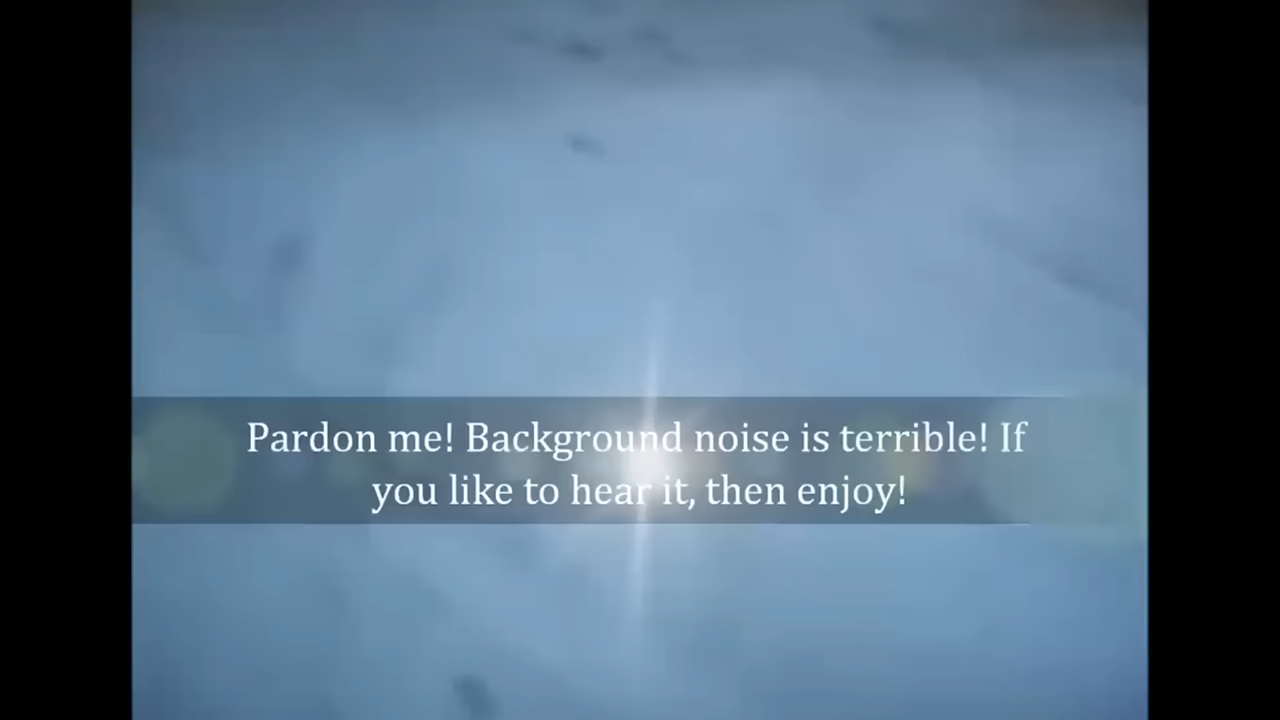 Pardon me! Background noise is terrible! If
you like to hear it, then enjoy!